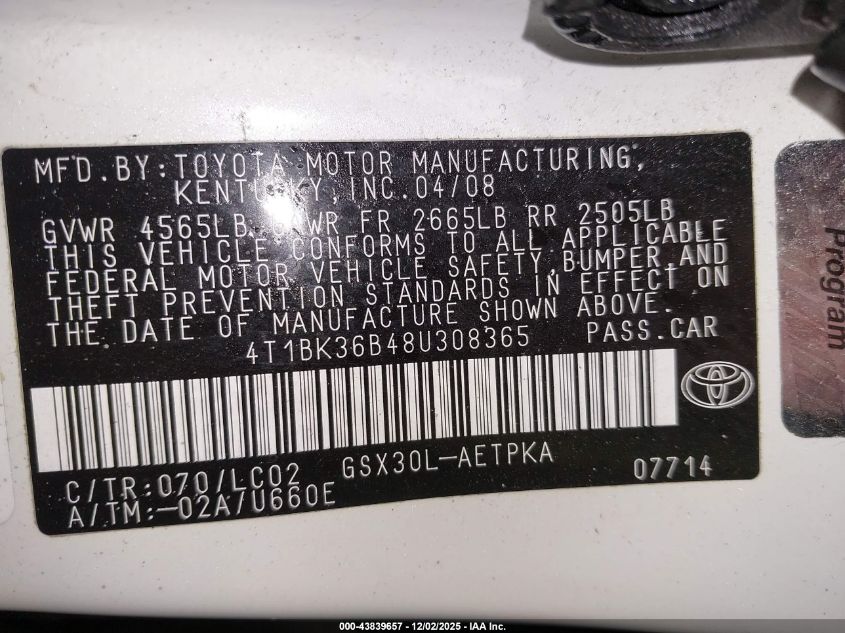 MFD.BY:TOYOTA MOTOR MANUFACTURING,
KENTUCKY,INC.04/08
GVWR 4565LB GAWR FR 2665LB RR 2505LB
THIS VEHICLE CONFORMS TO ALL APPLICABLE
FEDERAL MOTOR VEHICLE SAFETY,BUMPER,AND
THEFT PREVENTION STANDARDS IN EFFECT ON
THE DATE OF MANUFACTURE SHOWN ABOVE.
4T1BK36B48U308365 PASS.CAR
C/TR:070/LC02 GSX30L-AETPKA 07714
A/TM:-02A/U660E
Program
000-43839657 - 12/02/2025 - IAA Inc.